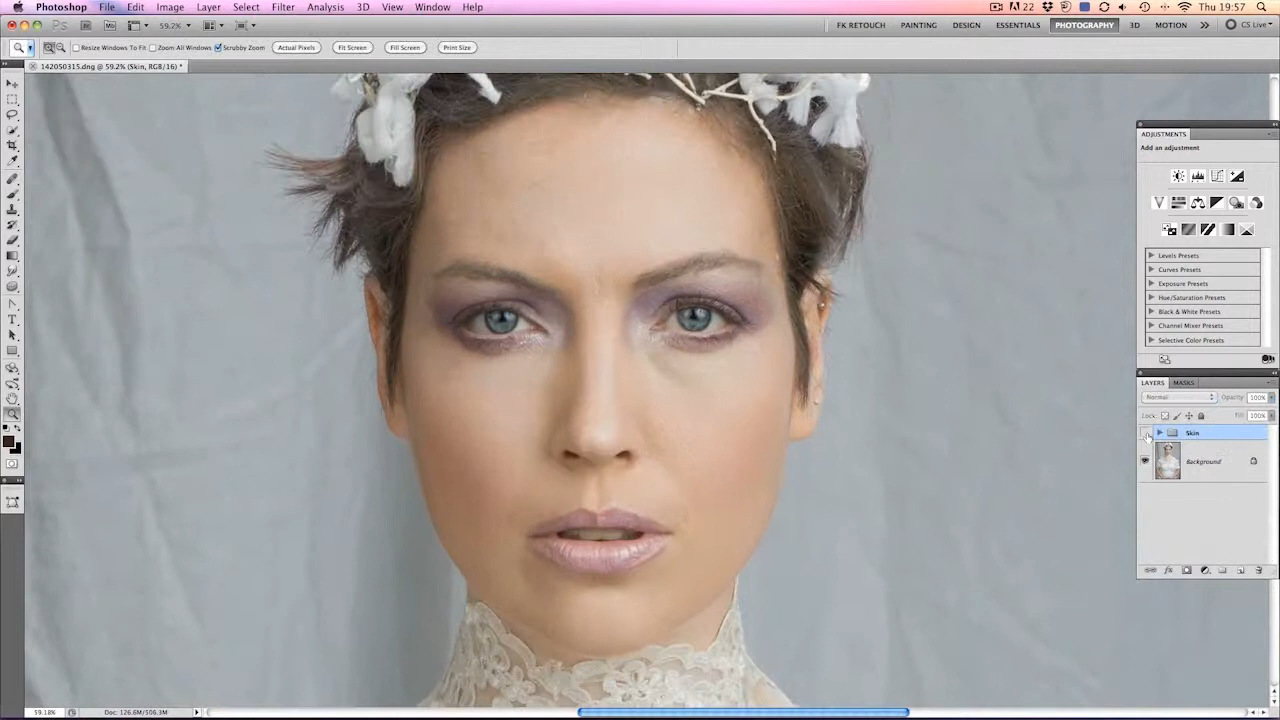 Photoshop File Edit Image Layer Select Filter Analysis 3D View Window Help 22 Thu 19:57
Ps Br Mb 59.2% FK RETOUCH PAINTING DESIGN ESSENTIALS PHOTOGRAPHY 3D MOTION >> CS Live
Resize Windows To Fit Zoom All Windows Scrubby Zoom Actual Pixels Fit Screen Fill Screen Print Size
142050315.dng @ 59.2% (Skin, RGB/16) *
ADJUSTMENTS
Add an adjustment
Levels Presets
Curves Presets
Exposure Presets
Hue/Saturation Presets
Black & White Presets
Channel Mixer Presets
Selective Color Presets
LAYERS MASKS
Normal Opacity: 100%
Lock: Fill: 100%
Skin
Background
59.18% Doc: 126.6M/506.3M